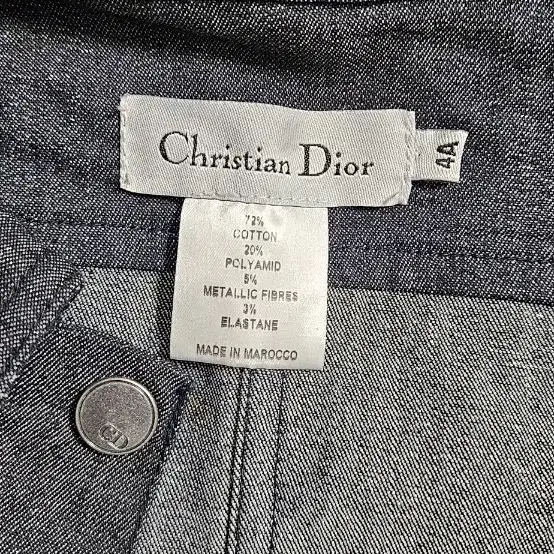 Christian Dior
4A
72%
COTTON
20%
POLYAMID
5%
METALLIC FIBRES
3%
ELASTANE
MADE IN MAROCCO
CD